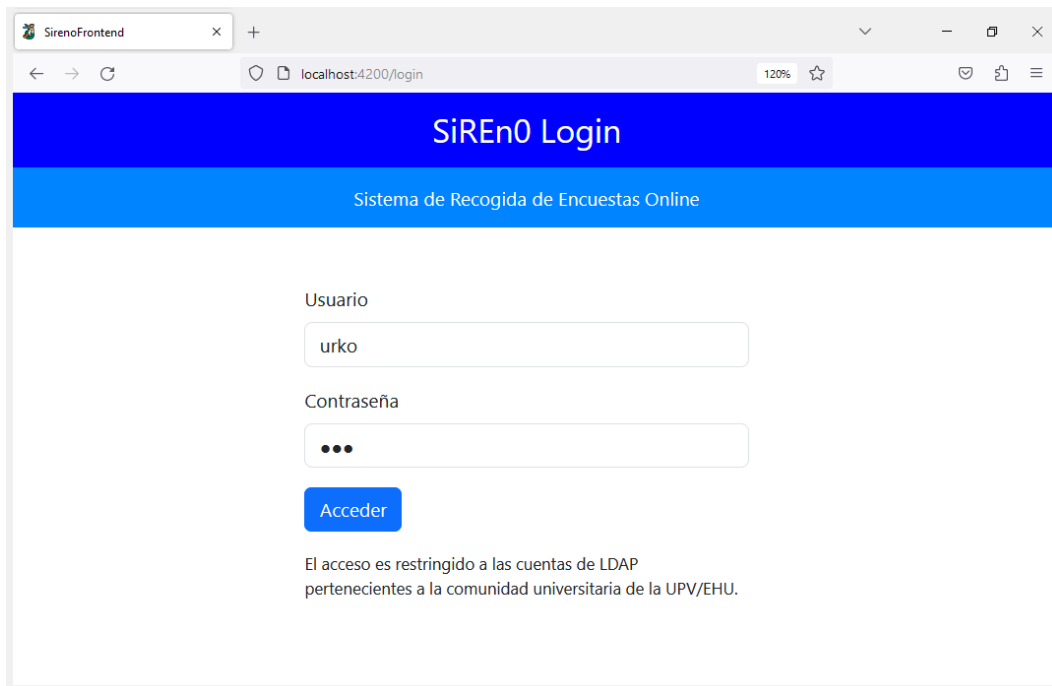 SirenoFrontend
localhost:4200/login
120%
SiREn0 Login
Sistema de Recogida de Encuestas Online
Usuario
urko
Contraseña
●●●
Acceder
El acceso es restringido a las cuentas de LDAP
pertenecientes a la comunidad universitaria de la UPV/EHU.